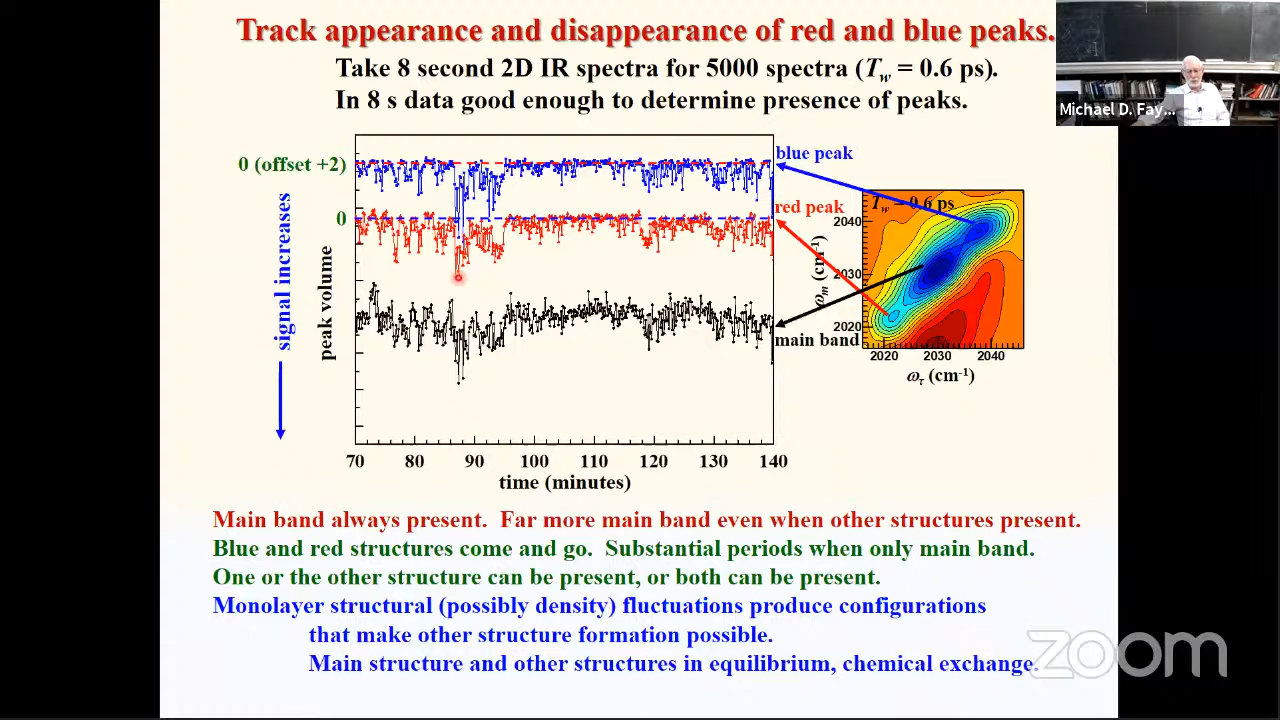 Track appearance and disappearance of red and blue peaks.
Take 8 second 2D IR spectra for 5000 spectra (Tw = 0.6 ps).
In 8 s data good enough to determine presence of peaks.
Michael D. Fay...
0 (offset +2)
0
signal increases
peak volume
blue peak
red peak
main band
70 80 90 100 110 120 130 140
time (minutes)
Tw = 0.6 ps
2040
2030
2020
ωm (cm-1)
2020 2030 2040
ωτ (cm-1)
Main band always present. Far more main band even when other structures present.
Blue and red structures come and go. Substantial periods when only main band.
One or the other structure can be present, or both can be present.
Monolayer structural (possibly density) fluctuations produce configurations
that make other structure formation possible.
Main structure and other structures in equilibrium, chemical exchange.
zoom